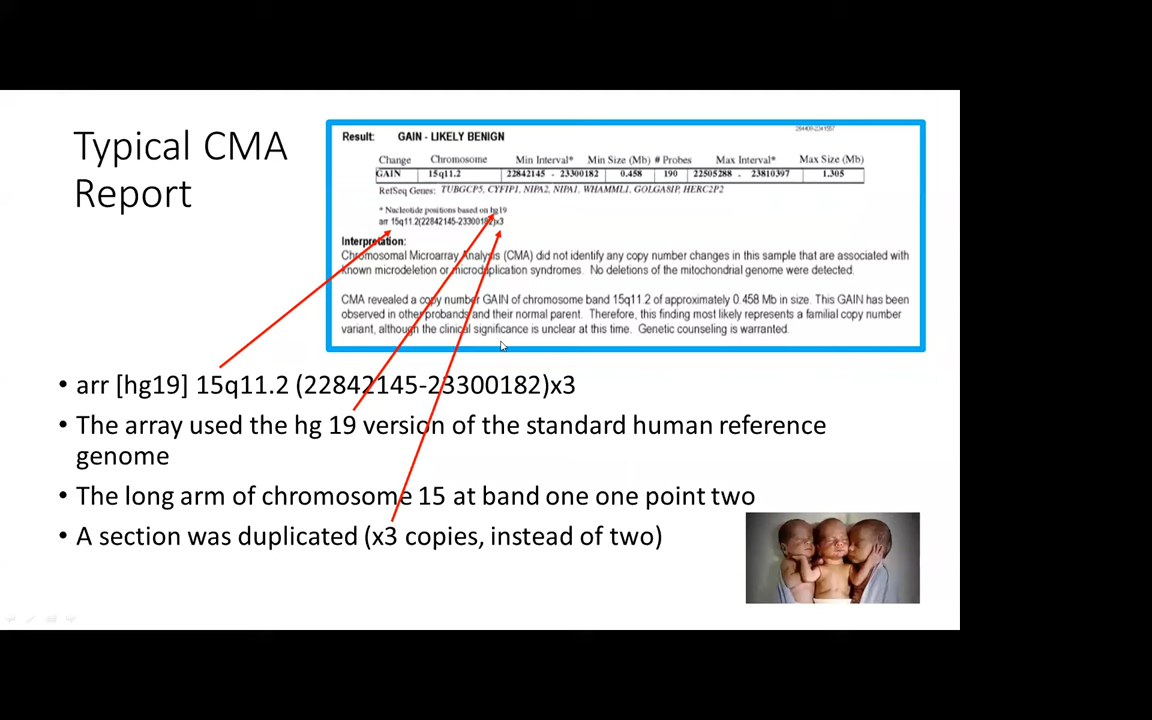 Typical CMA
Report
Result: GAIN - LIKELY BENIGN
Change Chromosome Min Interval* Min Size (Mb) # Probes Max Interval* Max Size (Mb)
GAIN 15q11.2 22842145 - 23300182 0.458 190 22505288 - 23810397 1.305
RefSeq Genes: TUBGCP5, CYFIP1, NIPA2, NIPA1, WHAMML1, GOLGA8IP, HERC2P2
* Nucleotide positions based on hg19
arr 15q11.2(22842145-23300182)x3
Interpretation:
Chromosomal Microarray Analysis (CMA) did not identify any copy number changes in this sample that are associated with
known microdeletion or microduplication syndromes. No deletions of the mitochondrial genome were detected.
CMA revealed a copy number GAIN of chromosome band 15q11.2 of approximately 0.458 Mb in size. This GAIN has been
observed in other probands and their normal parent. Therefore, this finding most likely represents a familial copy number
variant, although the clinical significance is unclear at this time. Genetic counseling is warranted.
• arr [hg19] 15q11.2 (22842145-23300182)x3
• The array used the hg 19 version of the standard human reference
genome
• The long arm of chromosome 15 at band one one point two
• A section was duplicated (x3 copies, instead of two)